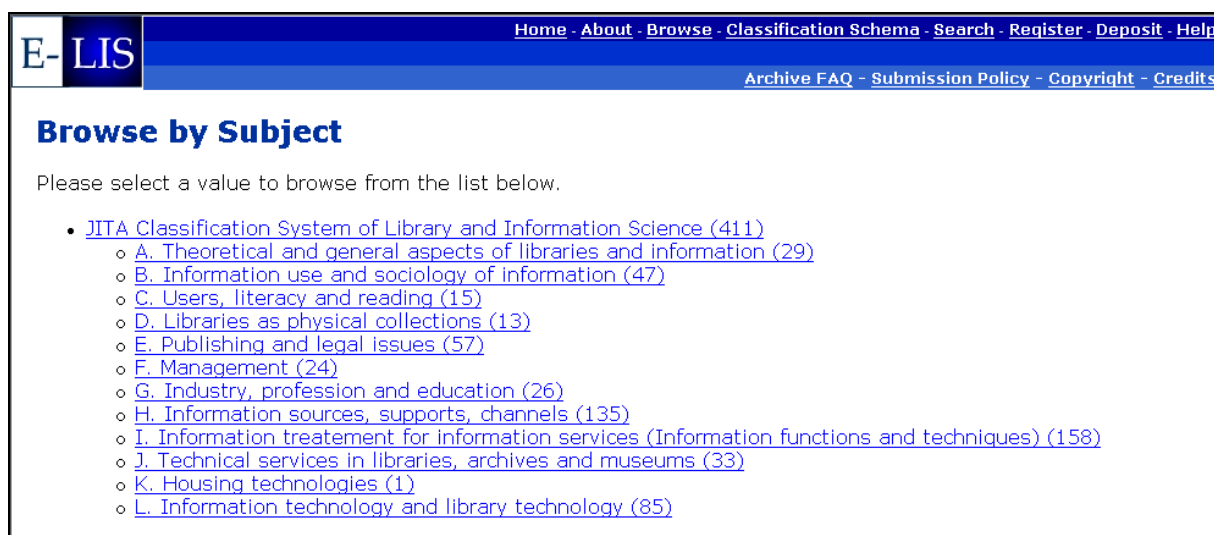 E-LIS
Home - About - Browse - Classification Schema - Search - Register - Deposit - Help
Archive FAQ - Submission Policy - Copyright - Credits
Browse by Subject
Please select a value to browse from the list below.
• JITA Classification System of Library and Information Science (411)
o A. Theoretical and general aspects of libraries and information (29)
o B. Information use and sociology of information (47)
o C. Users, literacy and reading (15)
o D. Libraries as physical collections (13)
o E. Publishing and legal issues (57)
o F. Management (24)
o G. Industry, profession and education (26)
o H. Information sources, supports, channels (135)
o I. Information treatement for information services (Information functions and techniques) (158)
o J. Technical services in libraries, archives and museums (33)
o K. Housing technologies (1)
o L. Information technology and library technology (85)